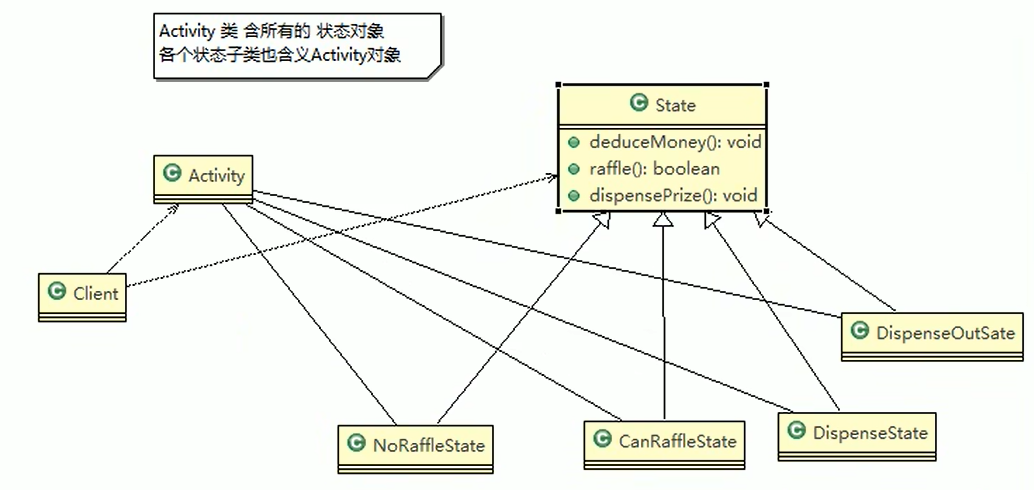 Activity 类 含所有的 状态对象
各个状态子类也含义Activity对象
C State
deduceMoney(): void
raffle(): boolean
dispensePrize(): void
C Activity
C Client
C DispenseOutSate
C NoRaffleState
C CanRaffleState
C DispenseState